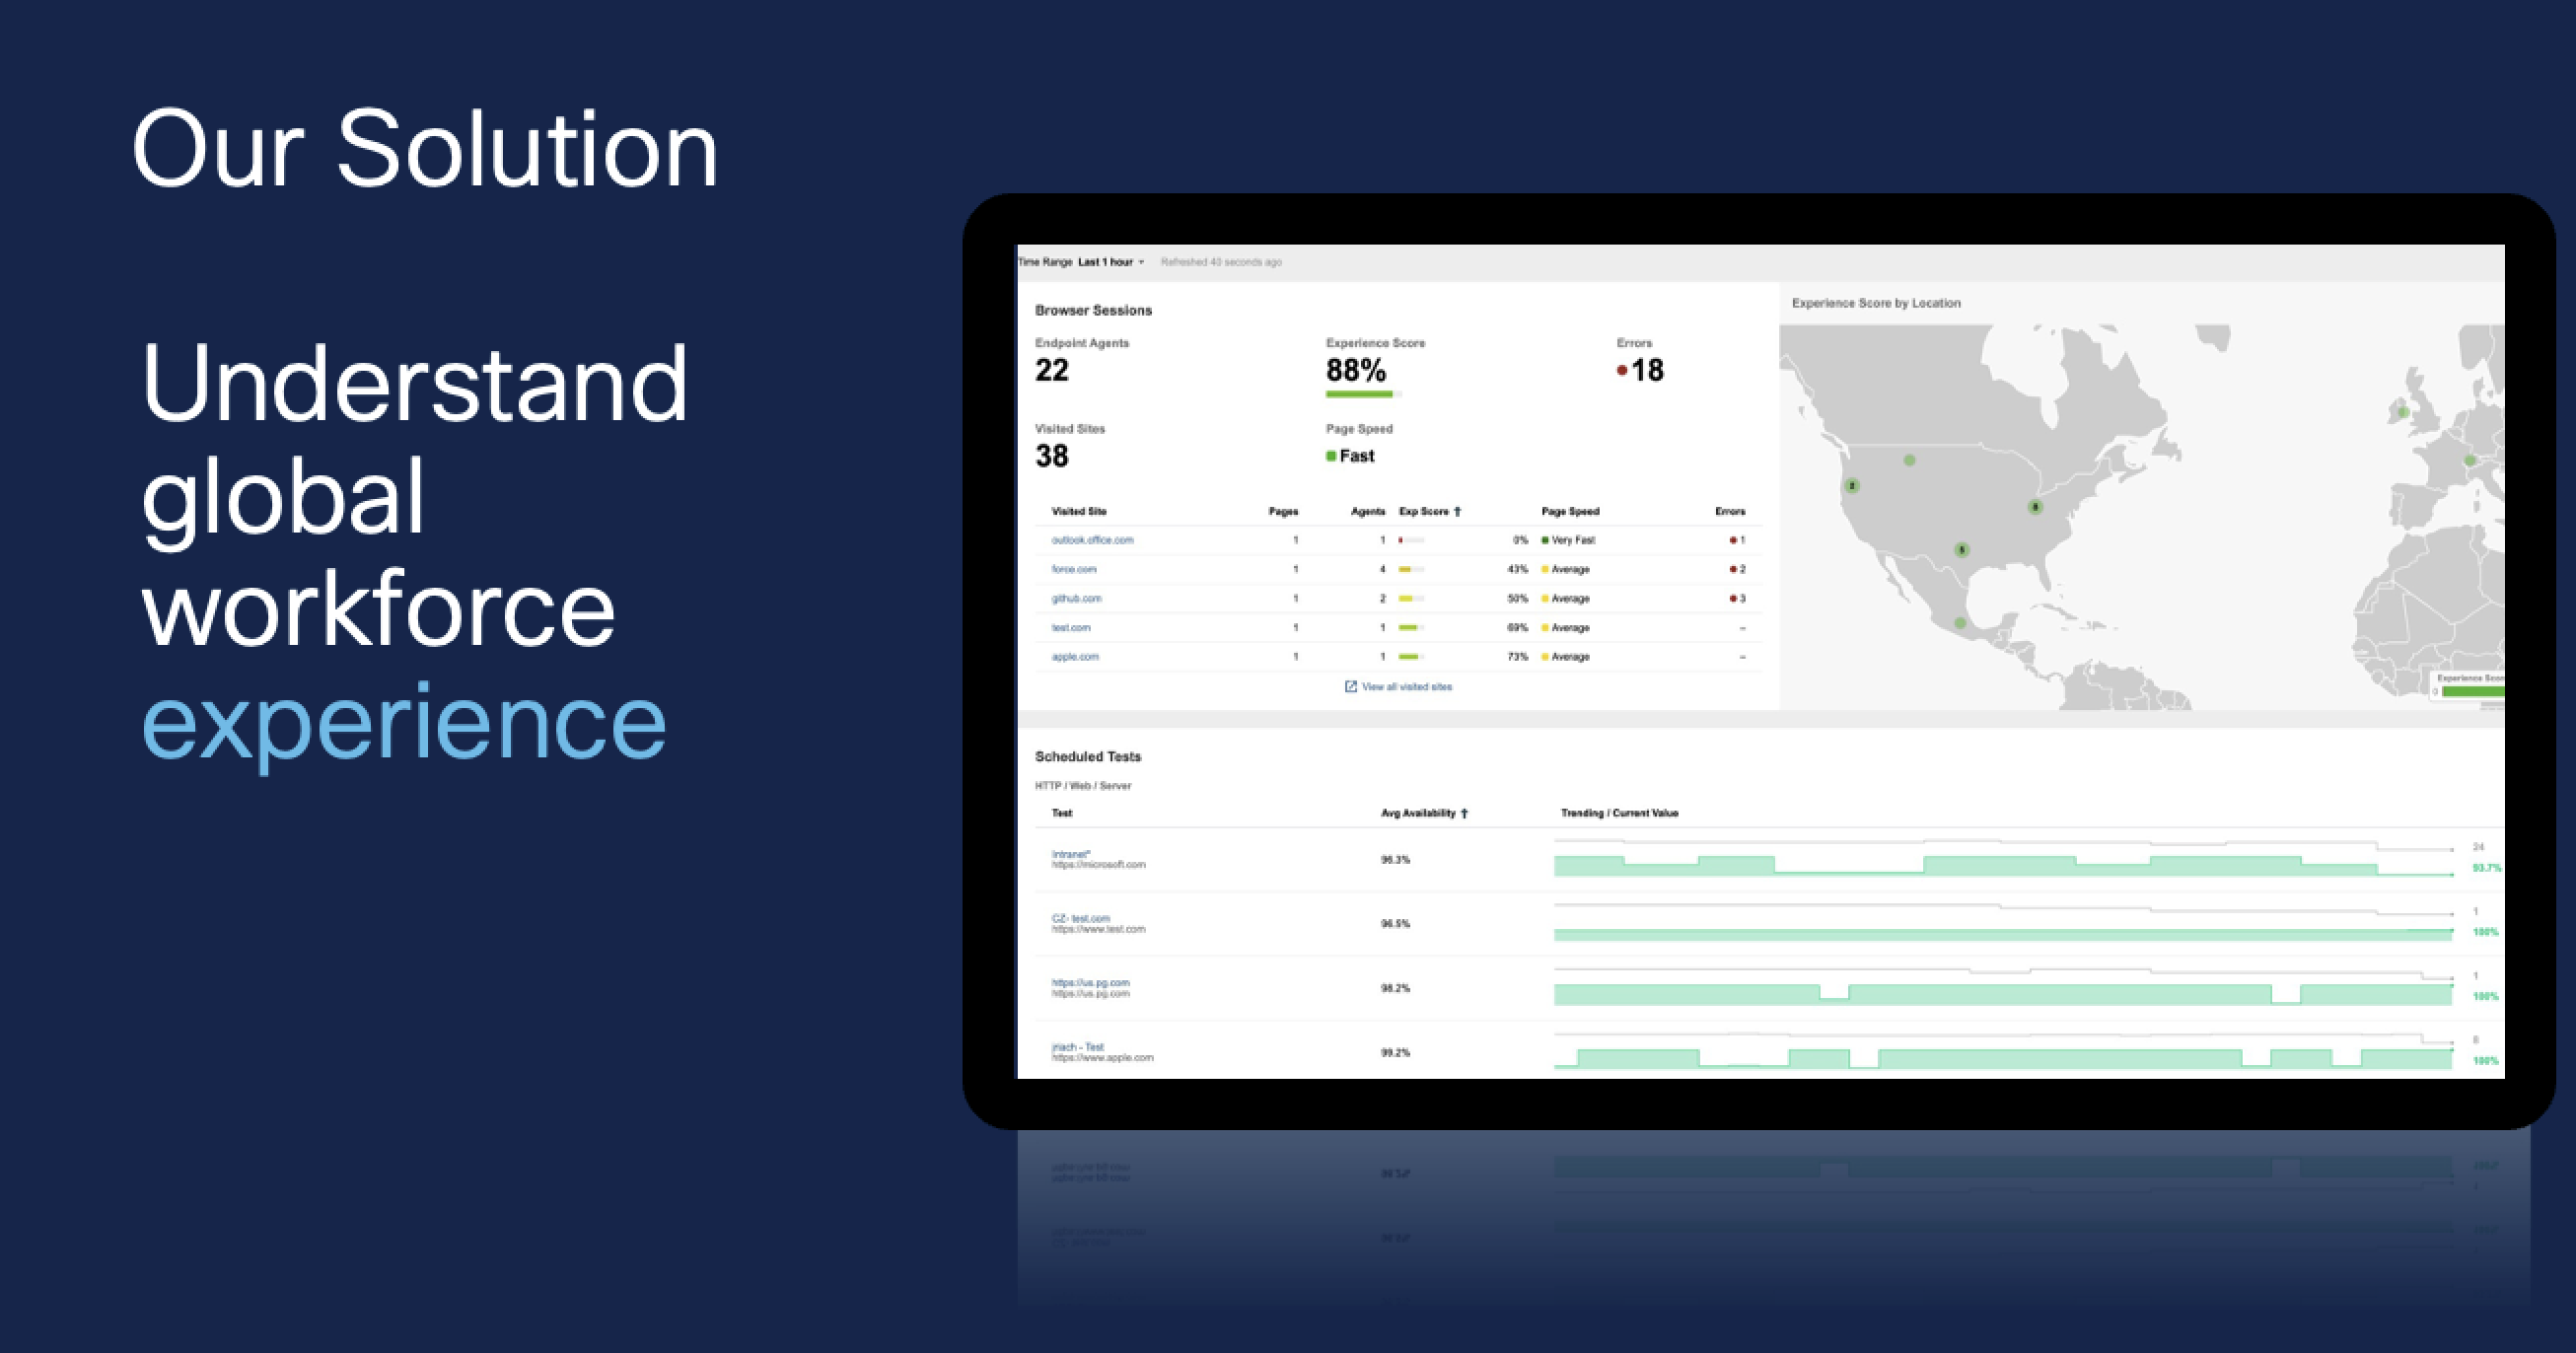 Our Solution
Understand
global
workforce
experience
Time Range Last 1 hour Refreshed 40 seconds ago
Browser Sessions
Endpoint Agents Experience Score Errors
22 88% 18
Visited Sites Page Speed
38 Fast
Visited Site Pages Agents Exp Score ↑ Page Speed Errors
outlook.office.com 1 1 0% Very Fast 1
force.com 1 4 43% Average 2
github.com 1 2 50% Average 3
test.com 1 1 69% Average –
apple.com 1 1 73% Average –
View all visited sites
Experience Score by Location
2
5
Experience Scor
0
Scheduled Tests
HTTP / Web / Server
Test Avg Availability ↑ Trending / Current Value
Intranet*
https://microsoft.com
96.3%
24
93.7%
CZ- test.com
https://www.test.com
96.5%
1
100%
https://us.pg.com
https://us.pg.com
98.2%
1
100%
jriach - Test
https://www.apple.com
99.2%
100%